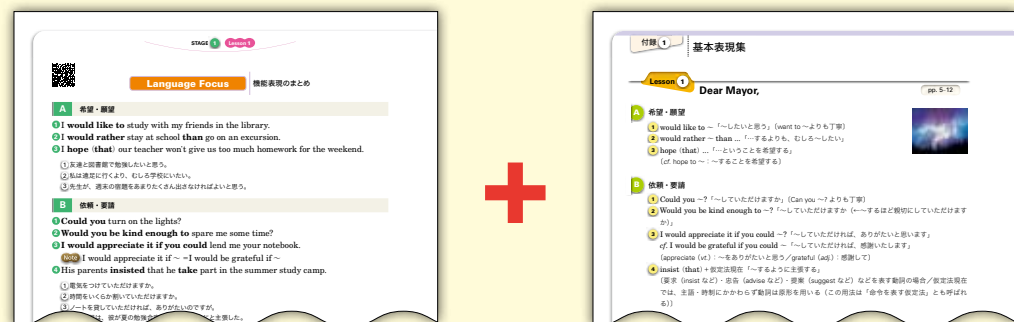 STAGE 1 Lesson 1
Language Focus 機能表現のまとめ
A 希望・願望
1 I would like to study with my friends in the library.
2 I would rather stay at school than go on an excursion.
3 I hope (that) our teacher won't give us too much homework for the weekend.
1 友達と図書館で勉強したいと思う。
2 私は遠足に行くより、むしろ学校にいたい。
3 先生が、週末の宿題をあまりたくさん出さなければよいと思う。
B 依頼・要請
1 Could you turn on the lights?
2 Would you be kind enough to spare me some time?
3 I would appreciate it if you could lend me your notebook.
Note I would appreciate it if ～ =I would be grateful if ～
4 His parents insisted that he take part in the summer study camp.
1 電気をつけていただけますか。
2 時間をいくらか割いていただけますか。
3 ノートを貸していただければ、ありがたいのですが。
は、彼が夏の勉強合 と主張した。
付録 1 基本表現集
Lesson 1 Dear Mayor, pp. 5-12
A 希望・願望
1 would like to ～「～したいと思う」(want to ～よりも丁寧)
2 would rather ～ than ...「…するよりも、むしろ～したい」
3 hope (that) ...「…ということを希望する」
(cf. hope to ～：～することを希望する)
B 依頼・要請
1 Could you ～?「～していただけますか」(Can you ～? よりも丁寧)
2 Would you be kind enough to ～?「～していただけますか (←～するほど親切にしていただけます
か)」
3 I would appreciate it if you could ～?「～していただければ、ありがたいと思います」
cf. I would be grateful if you could ～「～していただければ、感謝いたします」
(appreciate (vt.)：～をありがたいと思う／grateful (adj.)：感謝して)
4 insist (that)＋仮定法現在「～するように主張する」
(要求 (insist など)・忠告 (advise など)・提案 (suggest など) などを表す動詞の場合／仮定法現在
では、主語・時制にかかわらず動詞は原形を用いる (この用法は「命令を表す仮定法」とも呼ばれ
る))